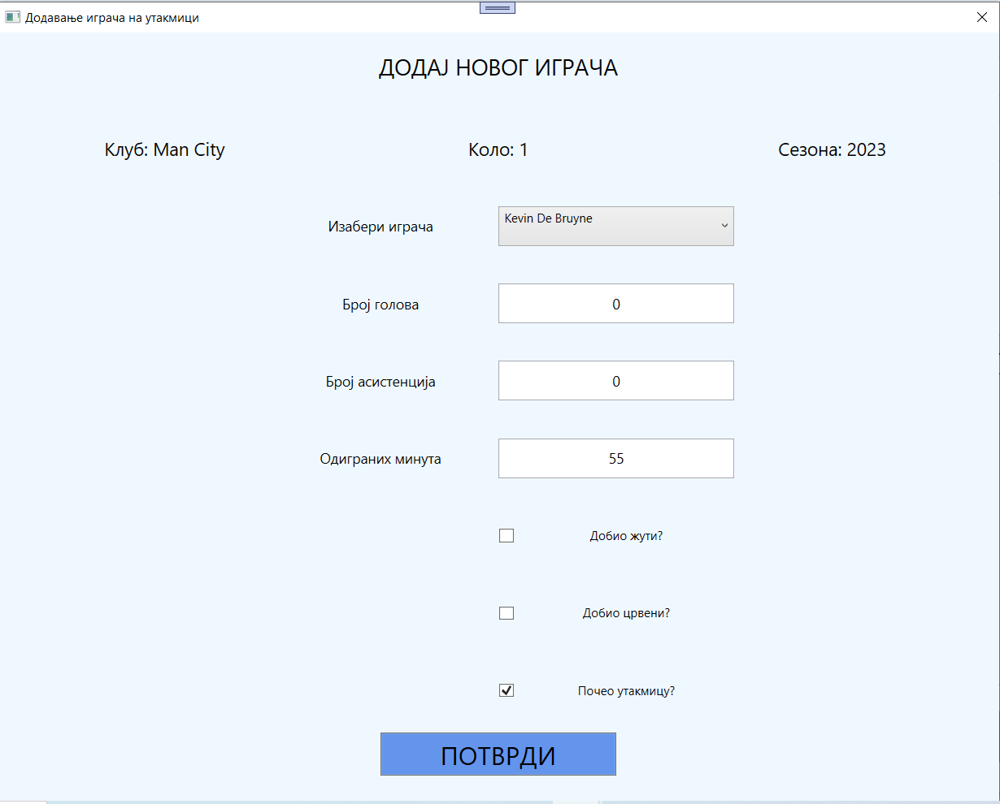 Додавање играча на утакмици
ДОДАЈ НОВОГ ИГРАЧА
Клуб: Man City
Коло: 1
Сезона: 2023
Изабери играча
Kevin De Bruyne
Број голова
0
Број асистенција
0
Одиграних минута
55
Добио жути?
Добио црвени?
Почео утакмицу?
ПОТВРДИ